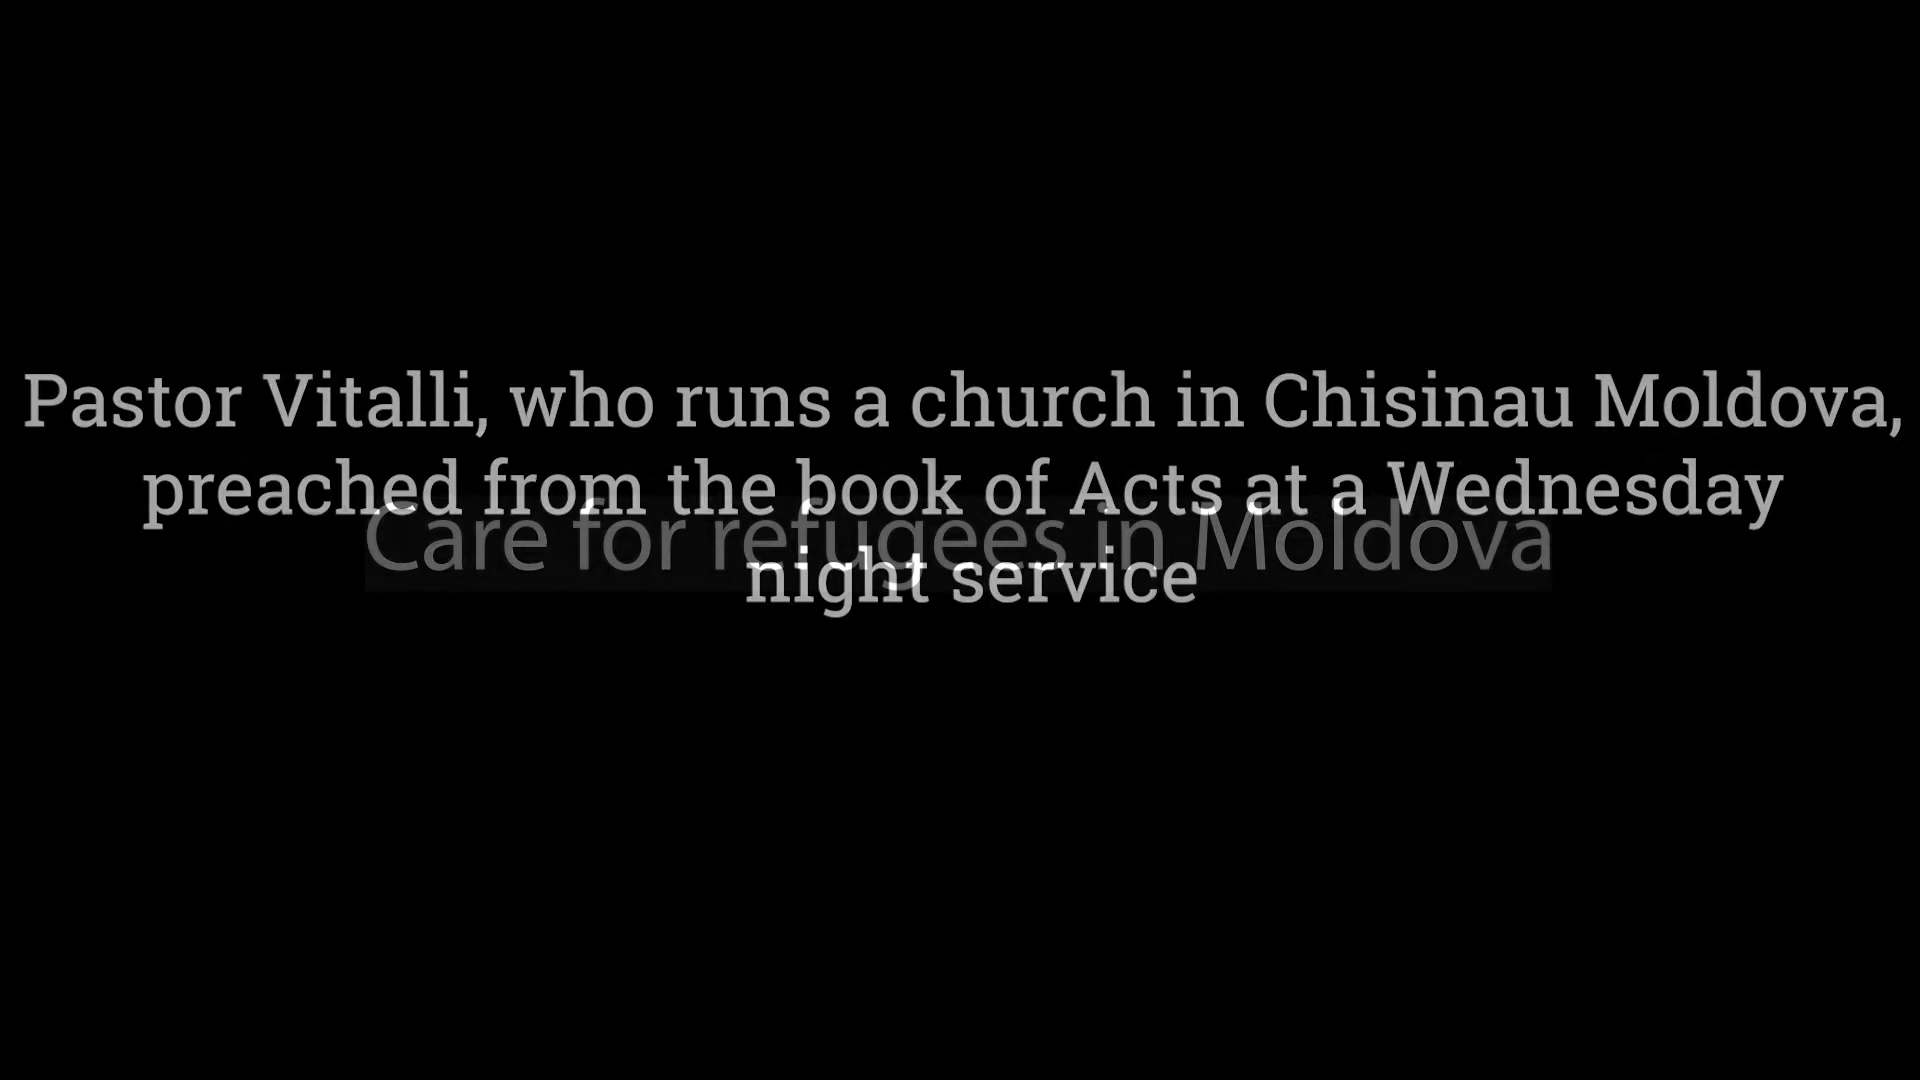 Pastor Vitalli, who runs a church in Chisinau Moldova,
preached from the book of Acts at a Wednesday
Care for refugees in Moldova
night service